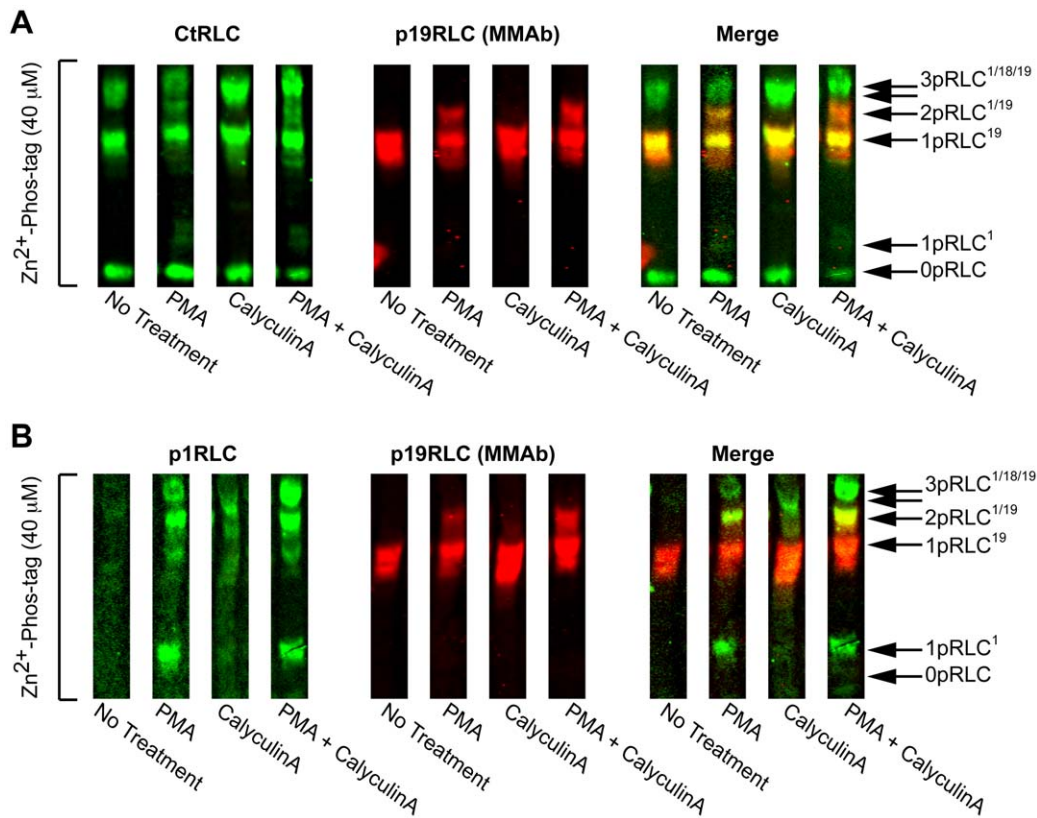 A
CtRLC p19RLC (MMAb) Merge
Zn2+-Phos-tag (40 µM)
3pRLC1/18/19
2pRLC1/19
1pRLC19
1pRLC1
0pRLC
No Treatment PMA CalyculinA PMA + CalyculinA No Treatment PMA CalyculinA PMA + CalyculinA No Treatment PMA CalyculinA PMA + CalyculinA
B
p1RLC p19RLC (MMAb) Merge
Zn2+-Phos-tag (40 µM)
3pRLC1/18/19
2pRLC1/19
1pRLC19
1pRLC1
0pRLC
No Treatment PMA CalyculinA PMA + CalyculinA No Treatment PMA CalyculinA PMA + CalyculinA No Treatment PMA CalyculinA PMA + CalyculinA